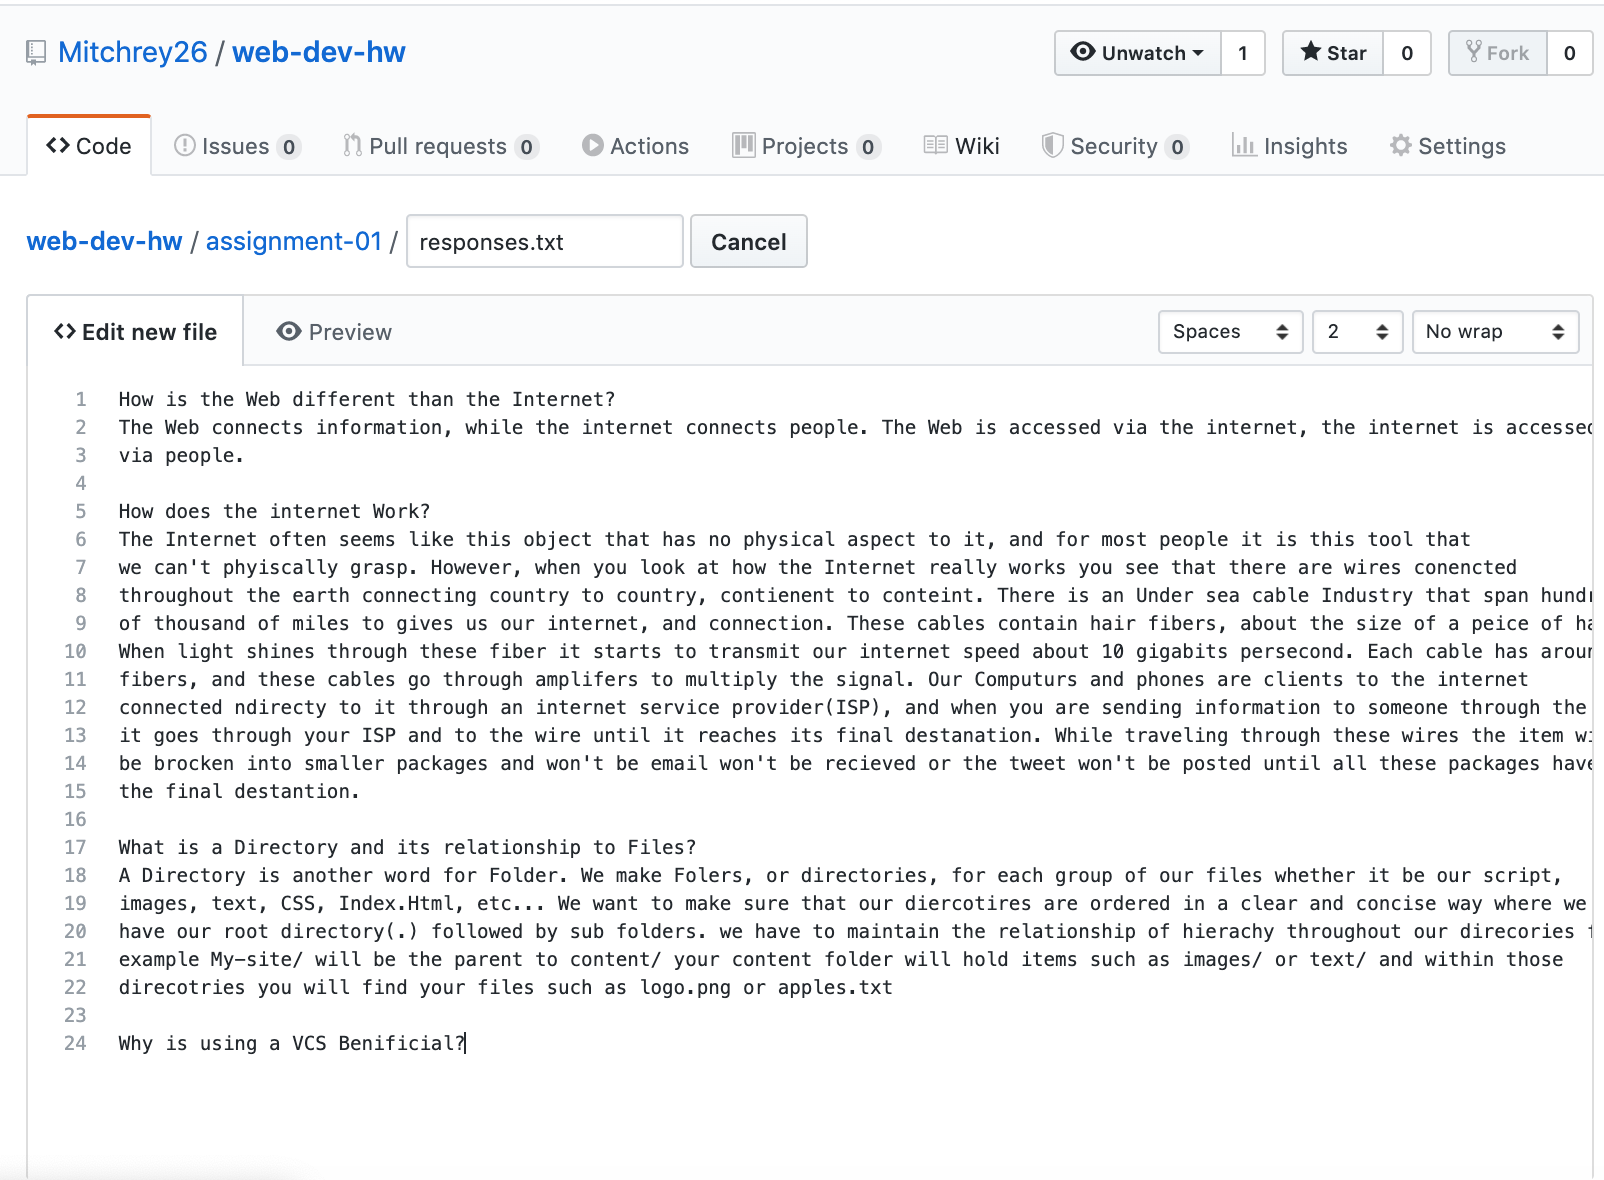 Mitchrey26 / web-dev-hw
Unwatch 1 Star 0 Fork 0
Code Issues 0 Pull requests 0 Actions Projects 0 Wiki Security 0 Insights Settings
web-dev-hw / assignment-01 / responses.txt Cancel
Edit new file Preview Spaces 2 No wrap
1 How is the Web different than the Internet?
2 The Web connects information, while the internet connects people. The Web is accessed via the internet, the internet is accessed
3 via people.
4
5 How does the internet Work?
6 The Internet often seems like this object that has no physical aspect to it, and for most people it is this tool that
7 we can't phyiscally grasp. However, when you look at how the Internet really works you see that there are wires conencted
8 throughout the earth connecting country to country, contienent to conteint. There is an Under sea cable Industry that span
9 of thousand of miles to gives us our internet, and connection. These cables contain hair fibers, about the size of a peice of
10 When light shines through these fiber it starts to transmit our internet speed about 10 gigabits persecond. Each cable has
11 fibers, and these cables go through amplifers to multiply the signal. Our Computurs and phones are clients to the internet
12 connected ndirecty to it through an internet service provider(ISP), and when you are sending information to someone through the
13 it goes through your ISP and to the wire until it reaches its final destanation. While traveling through these wires the item
14 be brocken into smaller packages and won't be email won't be recieved or the tweet won't be posted until all these packages have
15 the final destantion.
16
17 What is a Directory and its relationship to Files?
18 A Directory is another word for Folder. We make Folers, or directories, for each group of our files whether it be our script,
19 images, text, CSS, Index.Html, etc... We want to make sure that our diercotires are ordered in a clear and concise way where we
20 have our root directory(.) followed by sub folders. we have to maintain the relationship of hierachy throughout our direcories
21 example My-site/ will be the parent to content/ your content folder will hold items such as images/ or text/ and within those
22 direcotries you will find your files such as logo.png or apples.txt
23
24 Why is using a VCS Benificial?